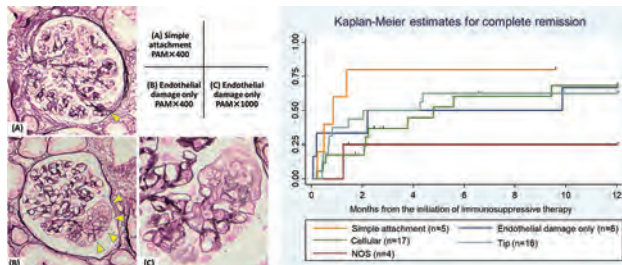 (A) Simple
attachment
PAM×400
(B) Endothelial
damage only
PAM×400
(C) Endothelial
damage only
PAM×1000
(A)
(B)
(C)
Kaplan-Meier estimates for complete remission
1.00
0.75
0.50
0.25
0.00
0 2 4 6 8 10 12
Months from the initiation of immunosuppressive therapy
Simple attachment (n=5)
Endothelial damage only (n=6)
Cellular (n=17)
Tip (n=16)
NOS (n=4)